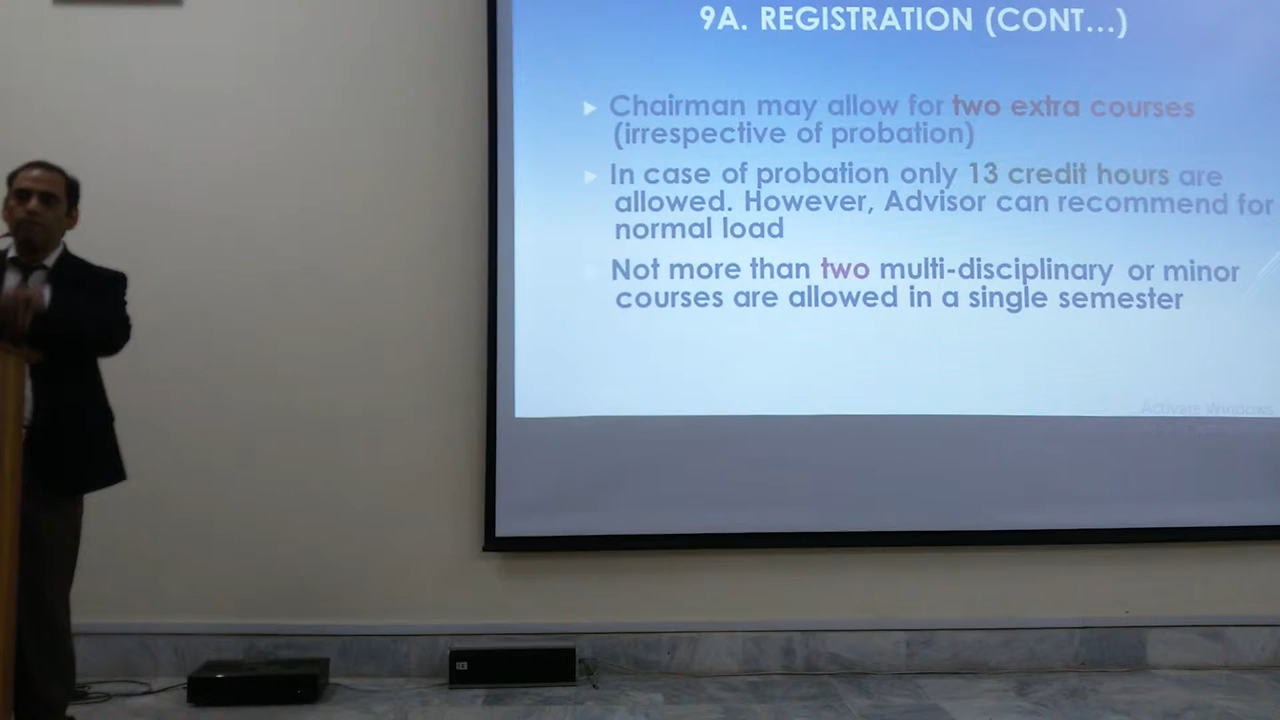 9A. REGISTRATION (CONT...)
Chairman may allow for two extra courses
(irrespective of probation)
In case of probation only 13 credit hours are
allowed. However, Advisor can recommend for
normal load
Not more than two multi-disciplinary or minor
courses are allowed in a single semester
Activate Windows